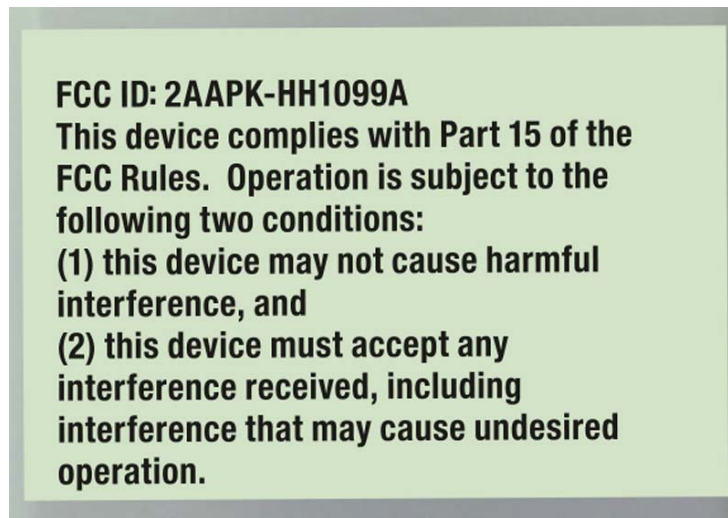 FCC ID: 2AAPK-HH1099A
This device complies with Part 15 of the
FCC Rules.  Operation is subject to the
following two conditions:
(1) this device may not cause harmful
interference, and
(2) this device must accept any
interference received, including
interference that may cause undesired
operation.